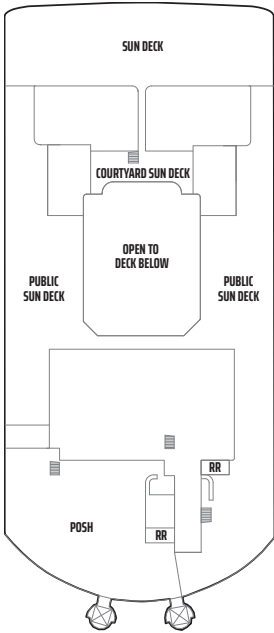 SUN DECK
COURTYARD SUN DECK
OPEN TO
DECK BELOW
PUBLIC
SUN DECK
PUBLIC
SUN DECK
RR
POSH
RR